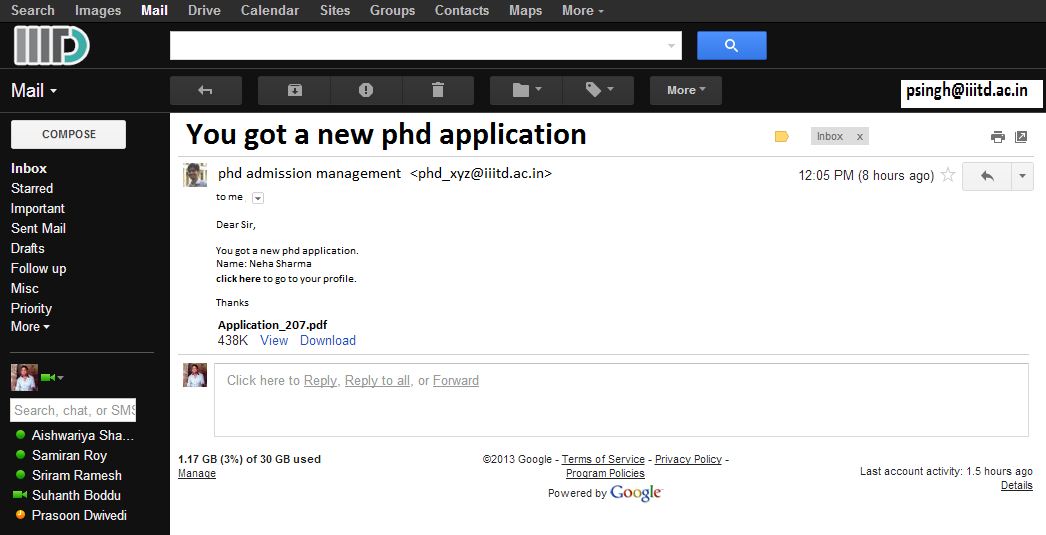 Search Images Mail Drive Calendar Sites Groups Contacts Maps More
IIITD
Mail
More
psingh@iiitd.ac.in
COMPOSE
Inbox
Starred
Important
Sent Mail
Drafts
Follow up
Misc
Priority
More
Search, chat, or SMS
Aishwariya Sha...
Samiran Roy
Sriram Ramesh
Suhanth Boddu
Prasoon Dwivedi
You got a new phd application
Inbox x
phd admission management <phd_xyz@iiitd.ac.in>
12:05 PM (8 hours ago)
to me
Dear Sir,
You got a new phd application.
Name: Neha Sharma
click here to go to your profile.
Thanks
Application_207.pdf
438K View Download
Click here to Reply, Reply to all, or Forward
1.17 GB (3%) of 30 GB used
Manage
©2013 Google - Terms of Service - Privacy Policy -
Program Policies
Powered by Google
Last account activity: 1.5 hours ago
Details